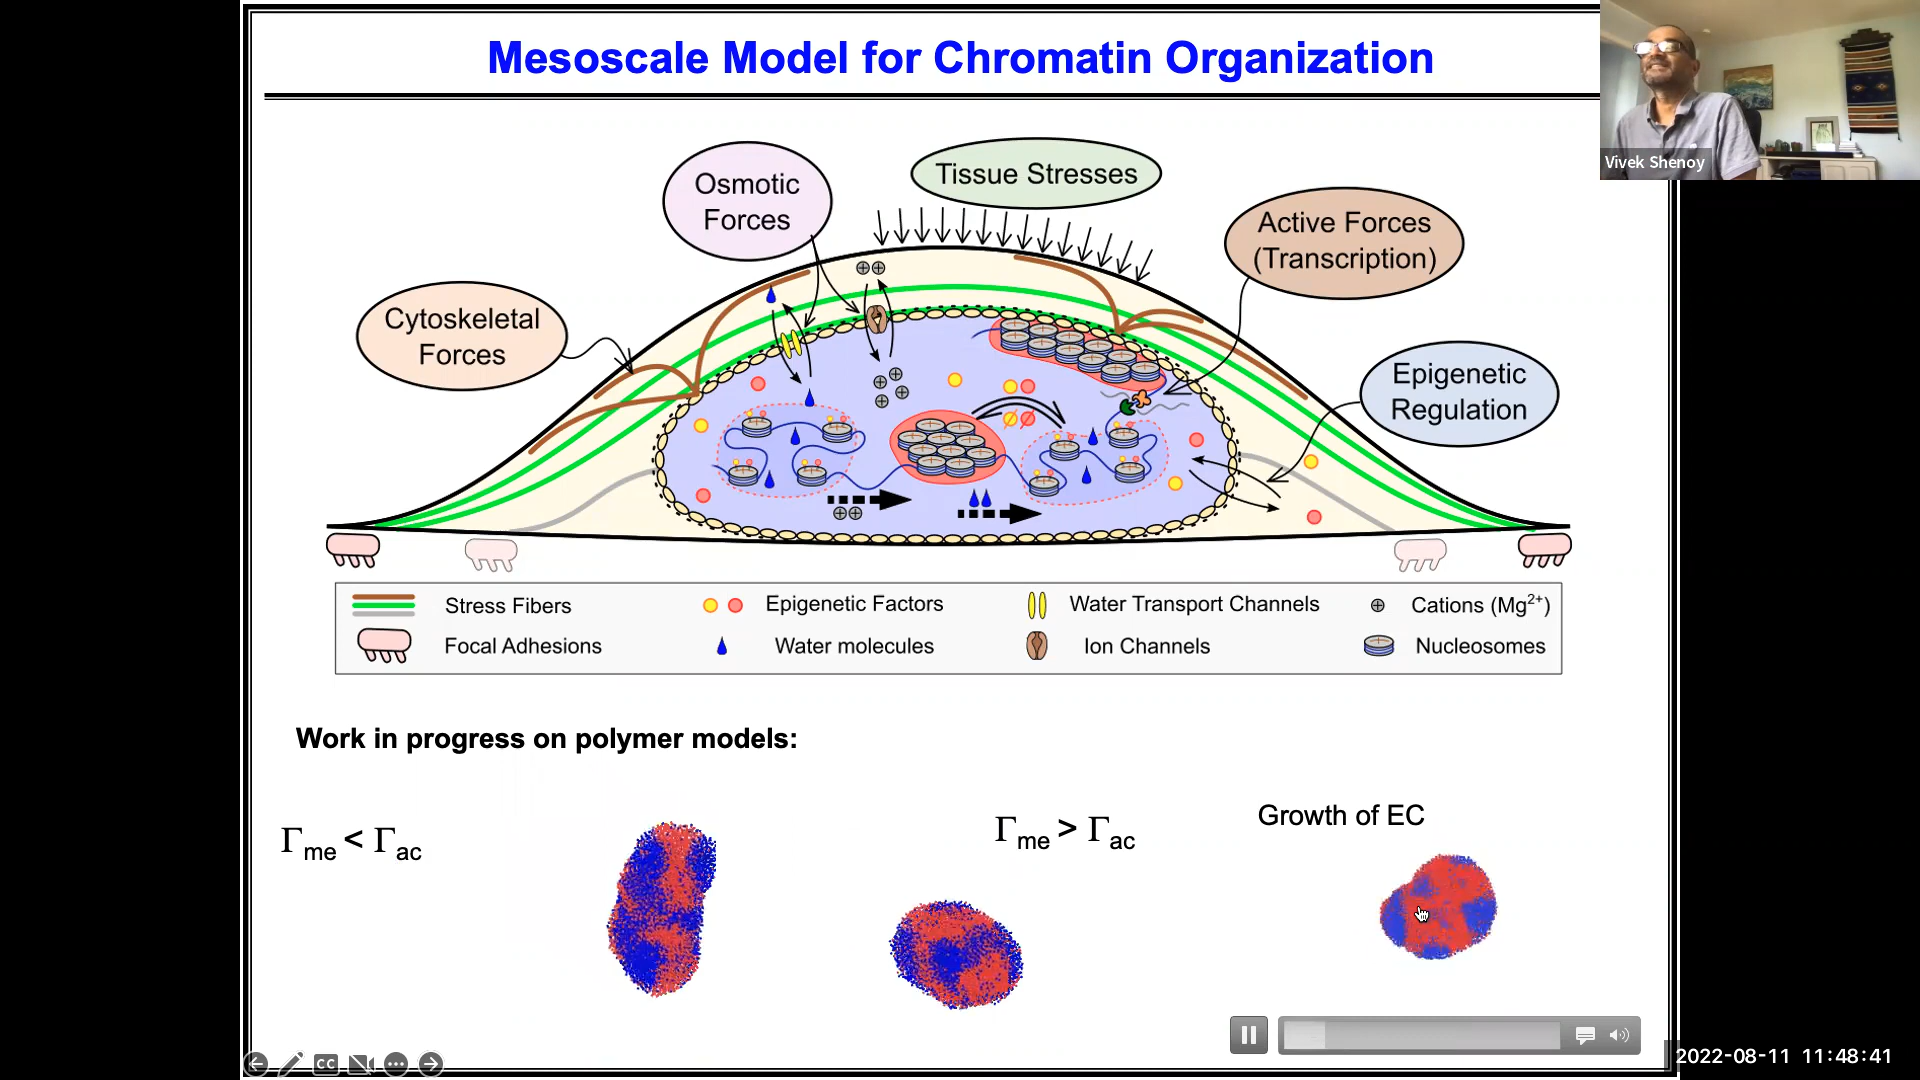 Mesoscale Model for Chromatin Organization
Vivek Shenoy
Osmotic
Forces
Tissue Stresses
Active Forces
(Transcription)
Cytoskeletal
Forces
Epigenetic
Regulation
Stress Fibers
Epigenetic Factors
Water Transport Channels
Cations (Mg²⁺)
Focal Adhesions
Water molecules
Ion Channels
Nucleosomes
Work in progress on polymer models:
Γme < Γac
Γme > Γac
Growth of EC
CC
2022-08-11 11:48:41